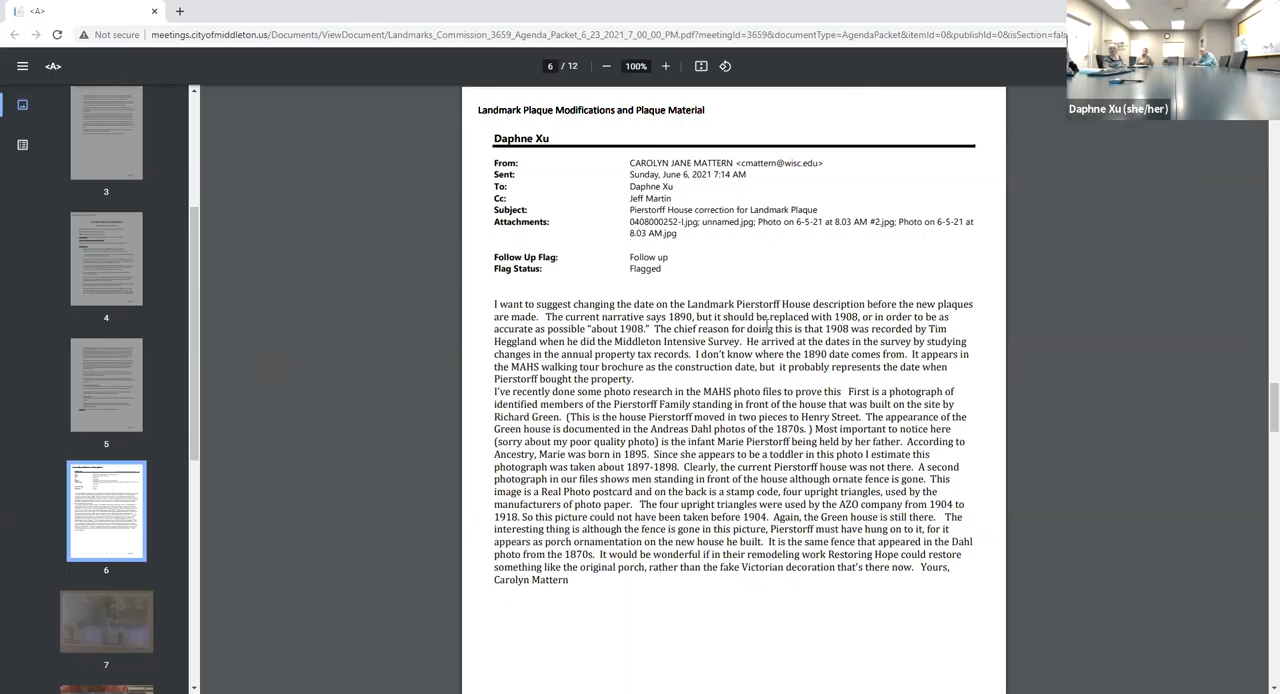 <A>
Not secure
meetings.cityofmiddleton.us/Documents/ViewDocument/Landmarks_Commission_3659_Agenda_Packet_6_23_2021_7_00_00_PM.pdf?meetingId=3659&documentType=AgendaPacket&itemId=0&publishId=0&isSection=fals
<A>
6 / 12
100%
Daphne Xu (she/her)
3
4
5
6
7
Landmark Plaque Modifications and Plaque Material
Daphne Xu
From: CAROLYN JANE MATTERN <cmattern@wisc.edu>
Sent: Sunday, June 6, 2021 7:14 AM
To: Daphne Xu
Cc: Jeff Martin
Subject: Pierstorff House correction for Landmark Plaque
Attachments: 0408000252-l.jpg; unnamed.jpg; Photo on 6-5-21 at 8.03 AM #2.jpg; Photo on 6-5-21 at
8.03 AM.jpg
Follow Up Flag: Follow up
Flag Status: Flagged
I want to suggest changing the date on the Landmark Pierstorff House description before the new plaques
are made. The current narrative says 1890, but it should be replaced with 1908, or in order to be as
accurate as possible “about 1908.” The chief reason for doing this is that 1908 was recorded by Tim
Heggland when he did the Middleton Intensive Survey. He arrived at the dates in the survey by studying
changes in the annual property tax records. I don't know where the 1890 date comes from. It appears in
the MAHS walking tour brochure as the construction date, but it probably represents the date when
Pierstorff bought the property.
I've recently done some photo research in the MAHS photo files to prove this First is a photograph of
identified members of the Pierstorff Family standing in front of the house that was built on the site by
Richard Green. (This is the house Pierstorff moved in two pieces to Henry Street. The appearance of the
Green house is documented in the Andreas Dahl photos of the 1870s. ) Most important to notice here
(sorry about my poor quality photo) is the infant Marie Pierstorff being held by her father. According to
Ancestry, Marie was born in 1895. Since she appears to be a toddler in this photo I estimate this
photograph was taken about 1897-1898. Clearly, the current Pierstorff house was not there. A second
photograph in our files shows men standing in front of the house although ornate fence is gone. This
image is a Real Photo postcard and on the back is a stamp code, four upright triangles, used by the
manufacturers of photo paper. The four upright triangles were used by the AZO company from 1904 to
1918. So this picture could not have been taken before 1904. Again, the Green house is still there. The
interesting thing is although the fence is gone in this picture, Pierstorff must have hung on to it, for it
appears as porch ornamentation on the new house he built. It is the same fence that appeared in the Dahl
photo from the 1870s. It would be wonderful if in their remodeling work Restoring Hope could restore
something like the original porch, rather than the fake Victorian decoration that's there now. Yours,
Carolyn Mattern